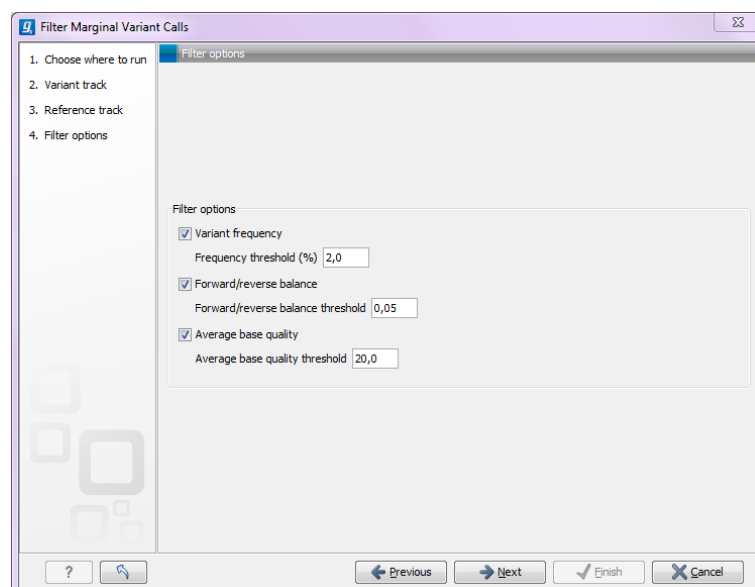 Filter Marginal Variant Calls
1. Choose where to run
2. Variant track
3. Reference track
4. Filter options
Filter options
Filter options
Variant frequency
Frequency threshold (%) 2,0
Forward/reverse balance
Forward/reverse balance threshold 0,05
Average base quality
Average base quality threshold 20,0
? Previous Next Finish Cancel